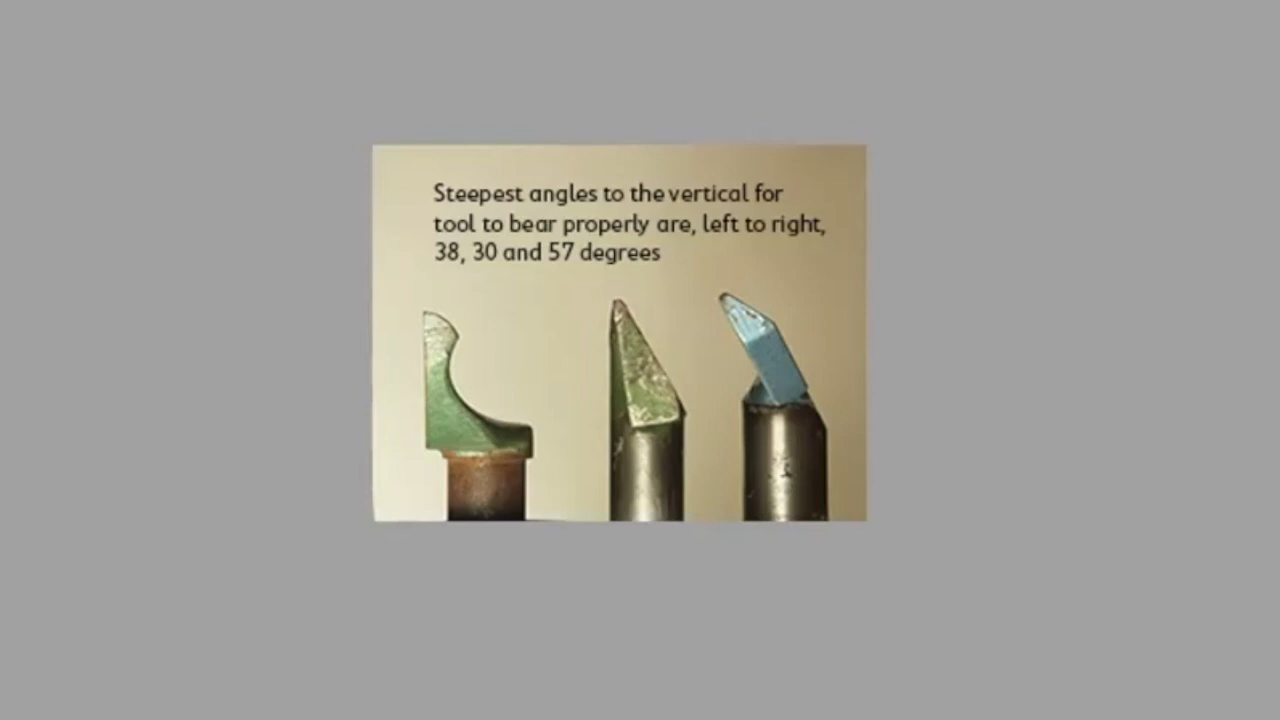 Steepest angles to the vertical for
tool to bear properly are, left to right,
38, 30 and 57 degrees